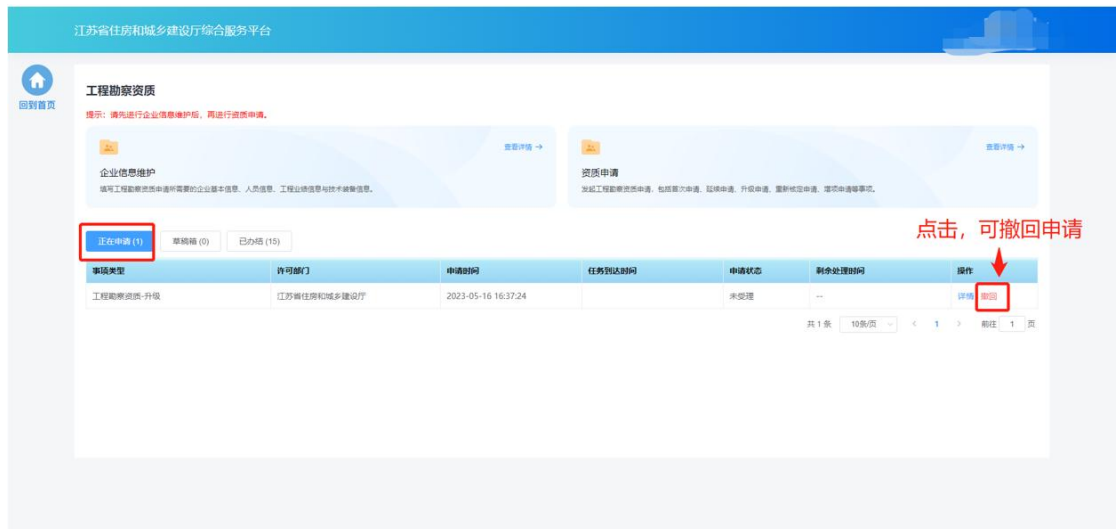 江苏省住房和城乡建设厅综合服务平台
回到首页
工程勘察资质
提示：请先进行企业信息维护后，再进行资质申请。
查看详情 →
企业信息维护
填写工程勘察资质申请所需要的企业基本信息、人员信息、工程业绩信息与技术装备信息。
查看详情 →
资质申请
发起工程勘察资质申请，包括首次申请、延续申请、升级申请、重新核定申请、增项申请等事项。
点击，可撤回申请
正在申请 (1) 草稿箱 (0) 已办结 (15)
事项类型 许可部门 申请时间 任务到达时间 申请状态 剩余处理时间 操作
工程勘察资质-升级 江苏省住房和城乡建设厅 2023-05-16 16:37:24 未受理 -- 详情 撤回
共 1 条 10条/页 < 1 > 前往 1 页